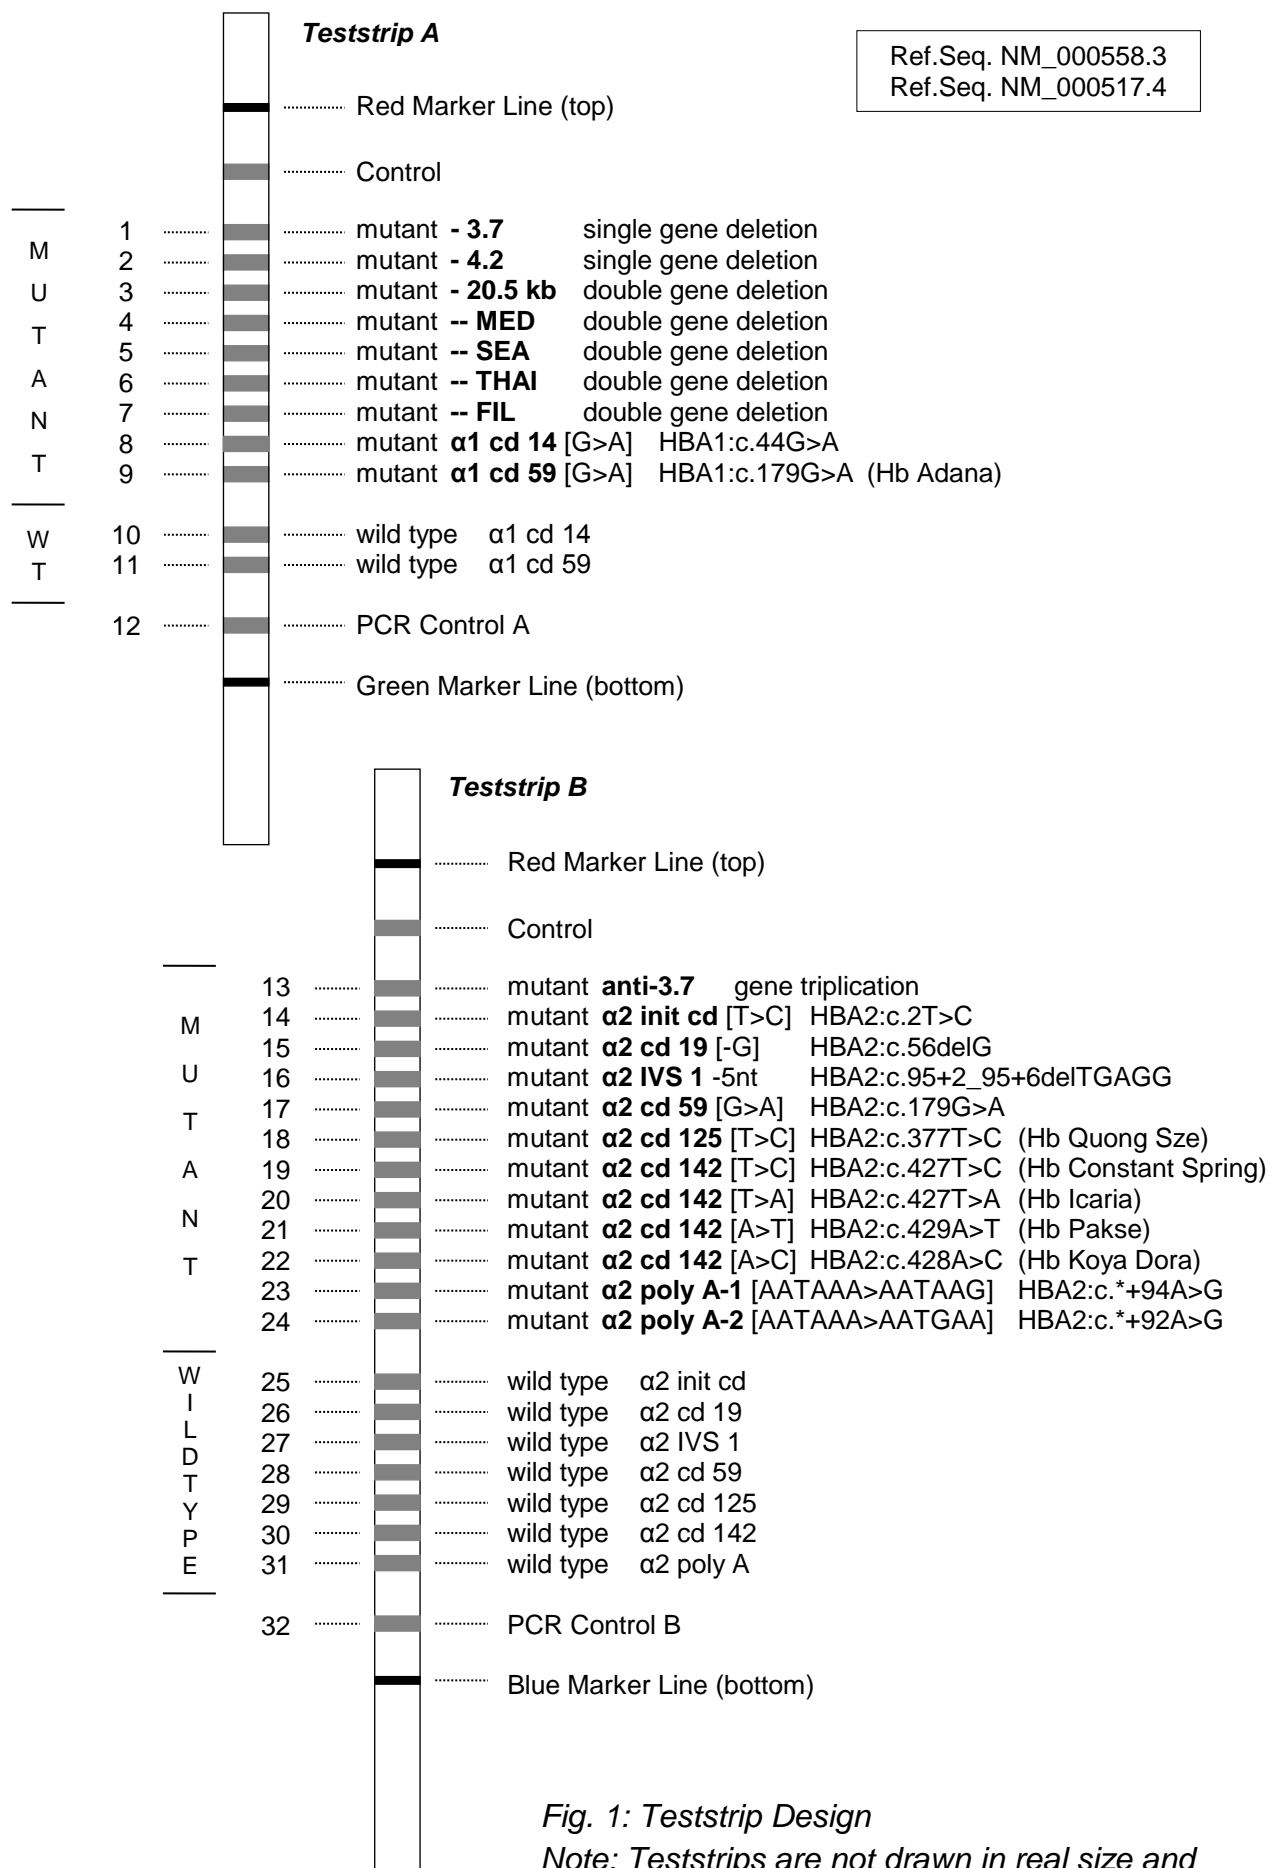 Teststrip A
Ref.Seq. NM_000558.3
Ref.Seq. NM_000517.4
Red Marker Line (top)
Control
MUTANT
1 mutant - 3.7 single gene deletion
2 mutant - 4.2 single gene deletion
3 mutant - 20.5 kb double gene deletion
4 mutant -- MED double gene deletion
5 mutant -- SEA double gene deletion
6 mutant -- THAI double gene deletion
7 mutant -- FIL double gene deletion
8 mutant α1 cd 14 [G>A] HBA1:c.44G>A
9 mutant α1 cd 59 [G>A] HBA1:c.179G>A (Hb Adana)
WT
10 wild type α1 cd 14
11 wild type α1 cd 59
12 PCR Control A
Green Marker Line (bottom)
Teststrip B
Red Marker Line (top)
Control
MUTANT
13 mutant anti-3.7 gene triplication
14 mutant α2 init cd [T>C] HBA2:c.2T>C
15 mutant α2 cd 19 [-G] HBA2:c.56delG
16 mutant α2 IVS 1 -5nt HBA2:c.95+2_95+6delTGAGG
17 mutant α2 cd 59 [G>A] HBA2:c.179G>A
18 mutant α2 cd 125 [T>C] HBA2:c.377T>C (Hb Quong Sze)
19 mutant α2 cd 142 [T>C] HBA2:c.427T>C (Hb Constant Spring)
20 mutant α2 cd 142 [T>A] HBA2:c.427T>A (Hb Icaria)
21 mutant α2 cd 142 [A>T] HBA2:c.429A>T (Hb Pakse)
22 mutant α2 cd 142 [A>C] HBA2:c.428A>C (Hb Koya Dora)
23 mutant α2 poly A-1 [AATAAA>AATAAG] HBA2:c.*+94A>G
24 mutant α2 poly A-2 [AATAAA>AATGAA] HBA2:c.*+92A>G
WILDTYPE
25 wild type α2 init cd
26 wild type α2 cd 19
27 wild type α2 IVS 1
28 wild type α2 cd 59
29 wild type α2 cd 125
30 wild type α2 cd 142
31 wild type α2 poly A
32 PCR Control B
Blue Marker Line (bottom)
Fig. 1: Teststrip Design
Note: Teststrips are not drawn in real size and